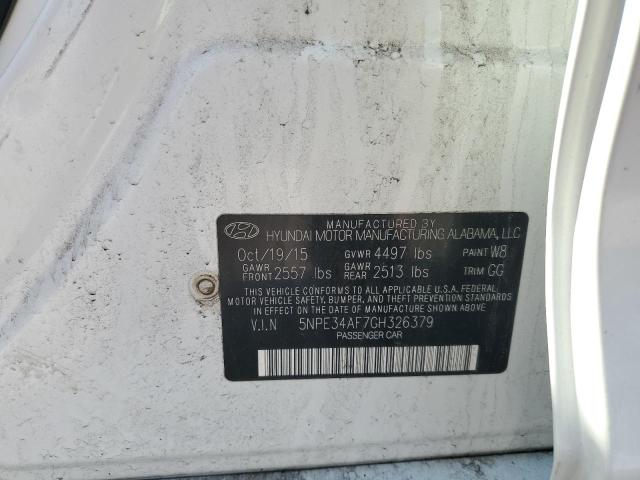 MANUFACTURED BY
HYUNDAI MOTOR MANUFACTURING ALABAMA, LLC
Oct/19/15 GVWR 4497 lbs PAINT W8
GAWR FRONT 2557 lbs GAWR REAR 2513 lbs TRIM GG
THIS VEHICLE CONFORMS TO ALL APPLICABLE U.S.A. FEDERAL
MOTOR VEHICLE SAFETY, BUMPER, AND THEFT PREVENTION STANDARDS
IN EFFECT ON THE DATE OF MANUFACTURE SHOWN ABOVE.
V.I.N 5NPE34AF7GH326379
PASSENGER CAR